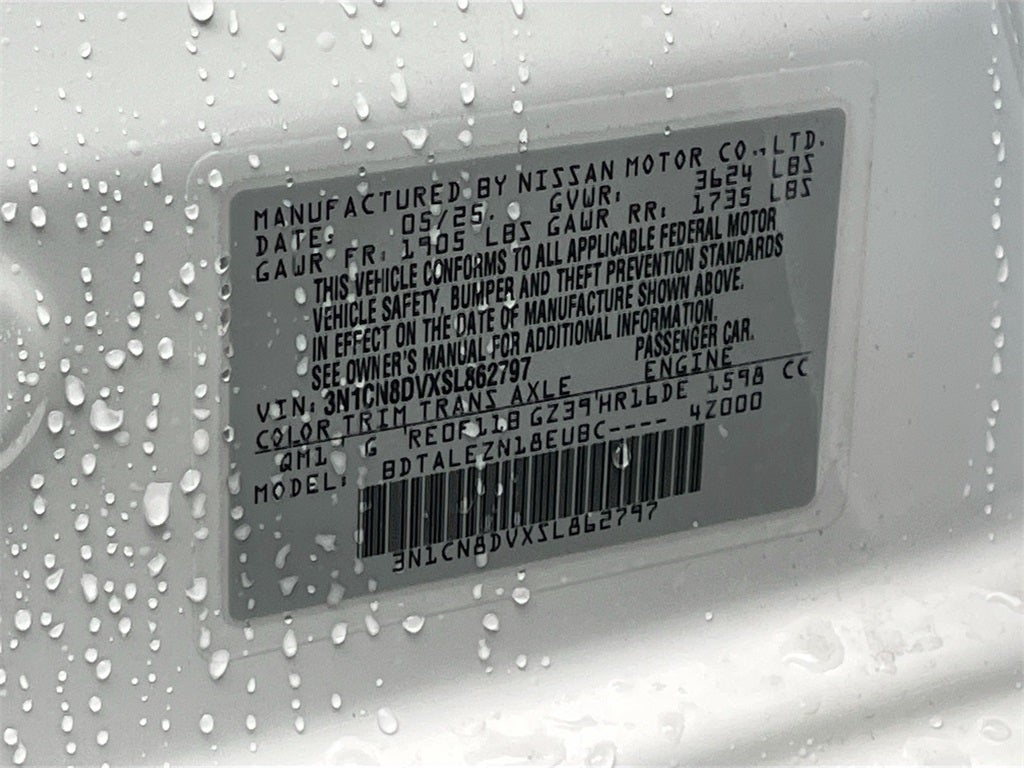 MANUFACTURED BY NISSAN MOTOR CO., LTD.
DATE: 05/25. GVWR: 3624 LBS
GAWR FR: 1905 LBS GAWR RR: 1735 LBS
THIS VEHICLE CONFORMS TO ALL APPLICABLE FEDERAL MOTOR
VEHICLE SAFETY, BUMPER AND THEFT PREVENTION STANDARDS
IN EFFECT ON THE DATE OF MANUFACTURE SHOWN ABOVE.
SEE OWNER'S MANUAL FOR ADDITIONAL INFORMATION.
VIN: 3N1CN8DVXSL862797 PASSENGER CAR.
COLOR TRIM TRANS AXLE ENGINE
QM1 G RE0F11B GZ39 HR16DE 1598 CC
MODEL: BDTALEZN18EUBC---- 4Z000
3N1CN8DVXSL862797